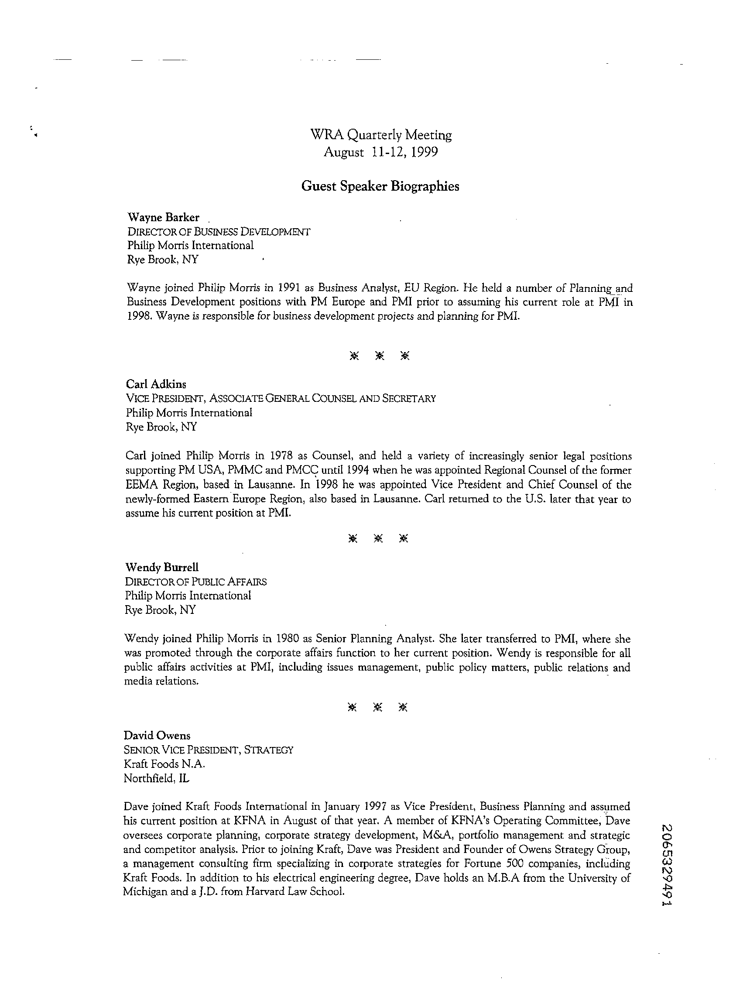 WRA Quarterly Meeting
August 11-12, 1999
Guest Speaker Biographies
Wayne Barker
DIRECTOR OF BUSINESS DEVELOPMENT
Philip Morris International
Rye Brook, NY
Wayne joined Philip Morris in 1991 as Business Analyst, EU Region. He held a number of Planning and
Business Development positions with PM Europe and PMI prior to assuming his current role at PMI in
1998. Wayne is responsible for business development projects and planning for PMI.
Carl Adkins
VICE PRESIDENT, ASSOCIATE GENERAL COUNSEL AND SECRETARY
Philip Morris International
Rye Brook, NY
Carl joined Philip Morris in 1978 as Counsel, and held a variety of increasingly senior legal positions
supporting PM USA, PMMC and PMCC until 1994 when he was appointed Regional Counsel of the former
EEMA Region, based in Lausanne. In 1998 he was appointed Vice President and Chief Counsel of the
newly-formed Eastern Europe Region, also based in Lausanne. Carl returned to the U.S. later that year to
assume his current position at PMI.
Wendy Burrell
DIRECTOR OF PUBLIC AFFAIRS
Philip Morris International
Rye Brook, NY
Wendy joined Philip Morris in 1980 as Senior Planning Analyst. She later transferred to PMI, where she
was promoted through the corporate affairs function to her current position. Wendy is responsible for all
public affairs activities at PMI, including issues management, public policy matters, public relations and
media relations.
David Owens
SENIOR VICE PRESIDENT, STRATEGY
Kraft Foods N.A.
Northfield, IL
Dave joined Kraft Foods International in January 1997 as Vice President, Business Planning and assumed
his current position at KFNA in August of that year. A member of KFNA's Operating Committee, Dave
oversees corporate planning, corporate strategy development, M&A, portfolio management and strategic
and competitor analysis. Prior to joining Kraft, Dave was President and Founder of Owens Strategy Group,
a management consulting firm specializing in corporate strategies for Fortune 500 companies, including
Kraft Foods. In addition to his electrical engineering degree, Dave holds an M.B.A from the University of
Michigan and a J.D. from Harvard Law School.
2065329491